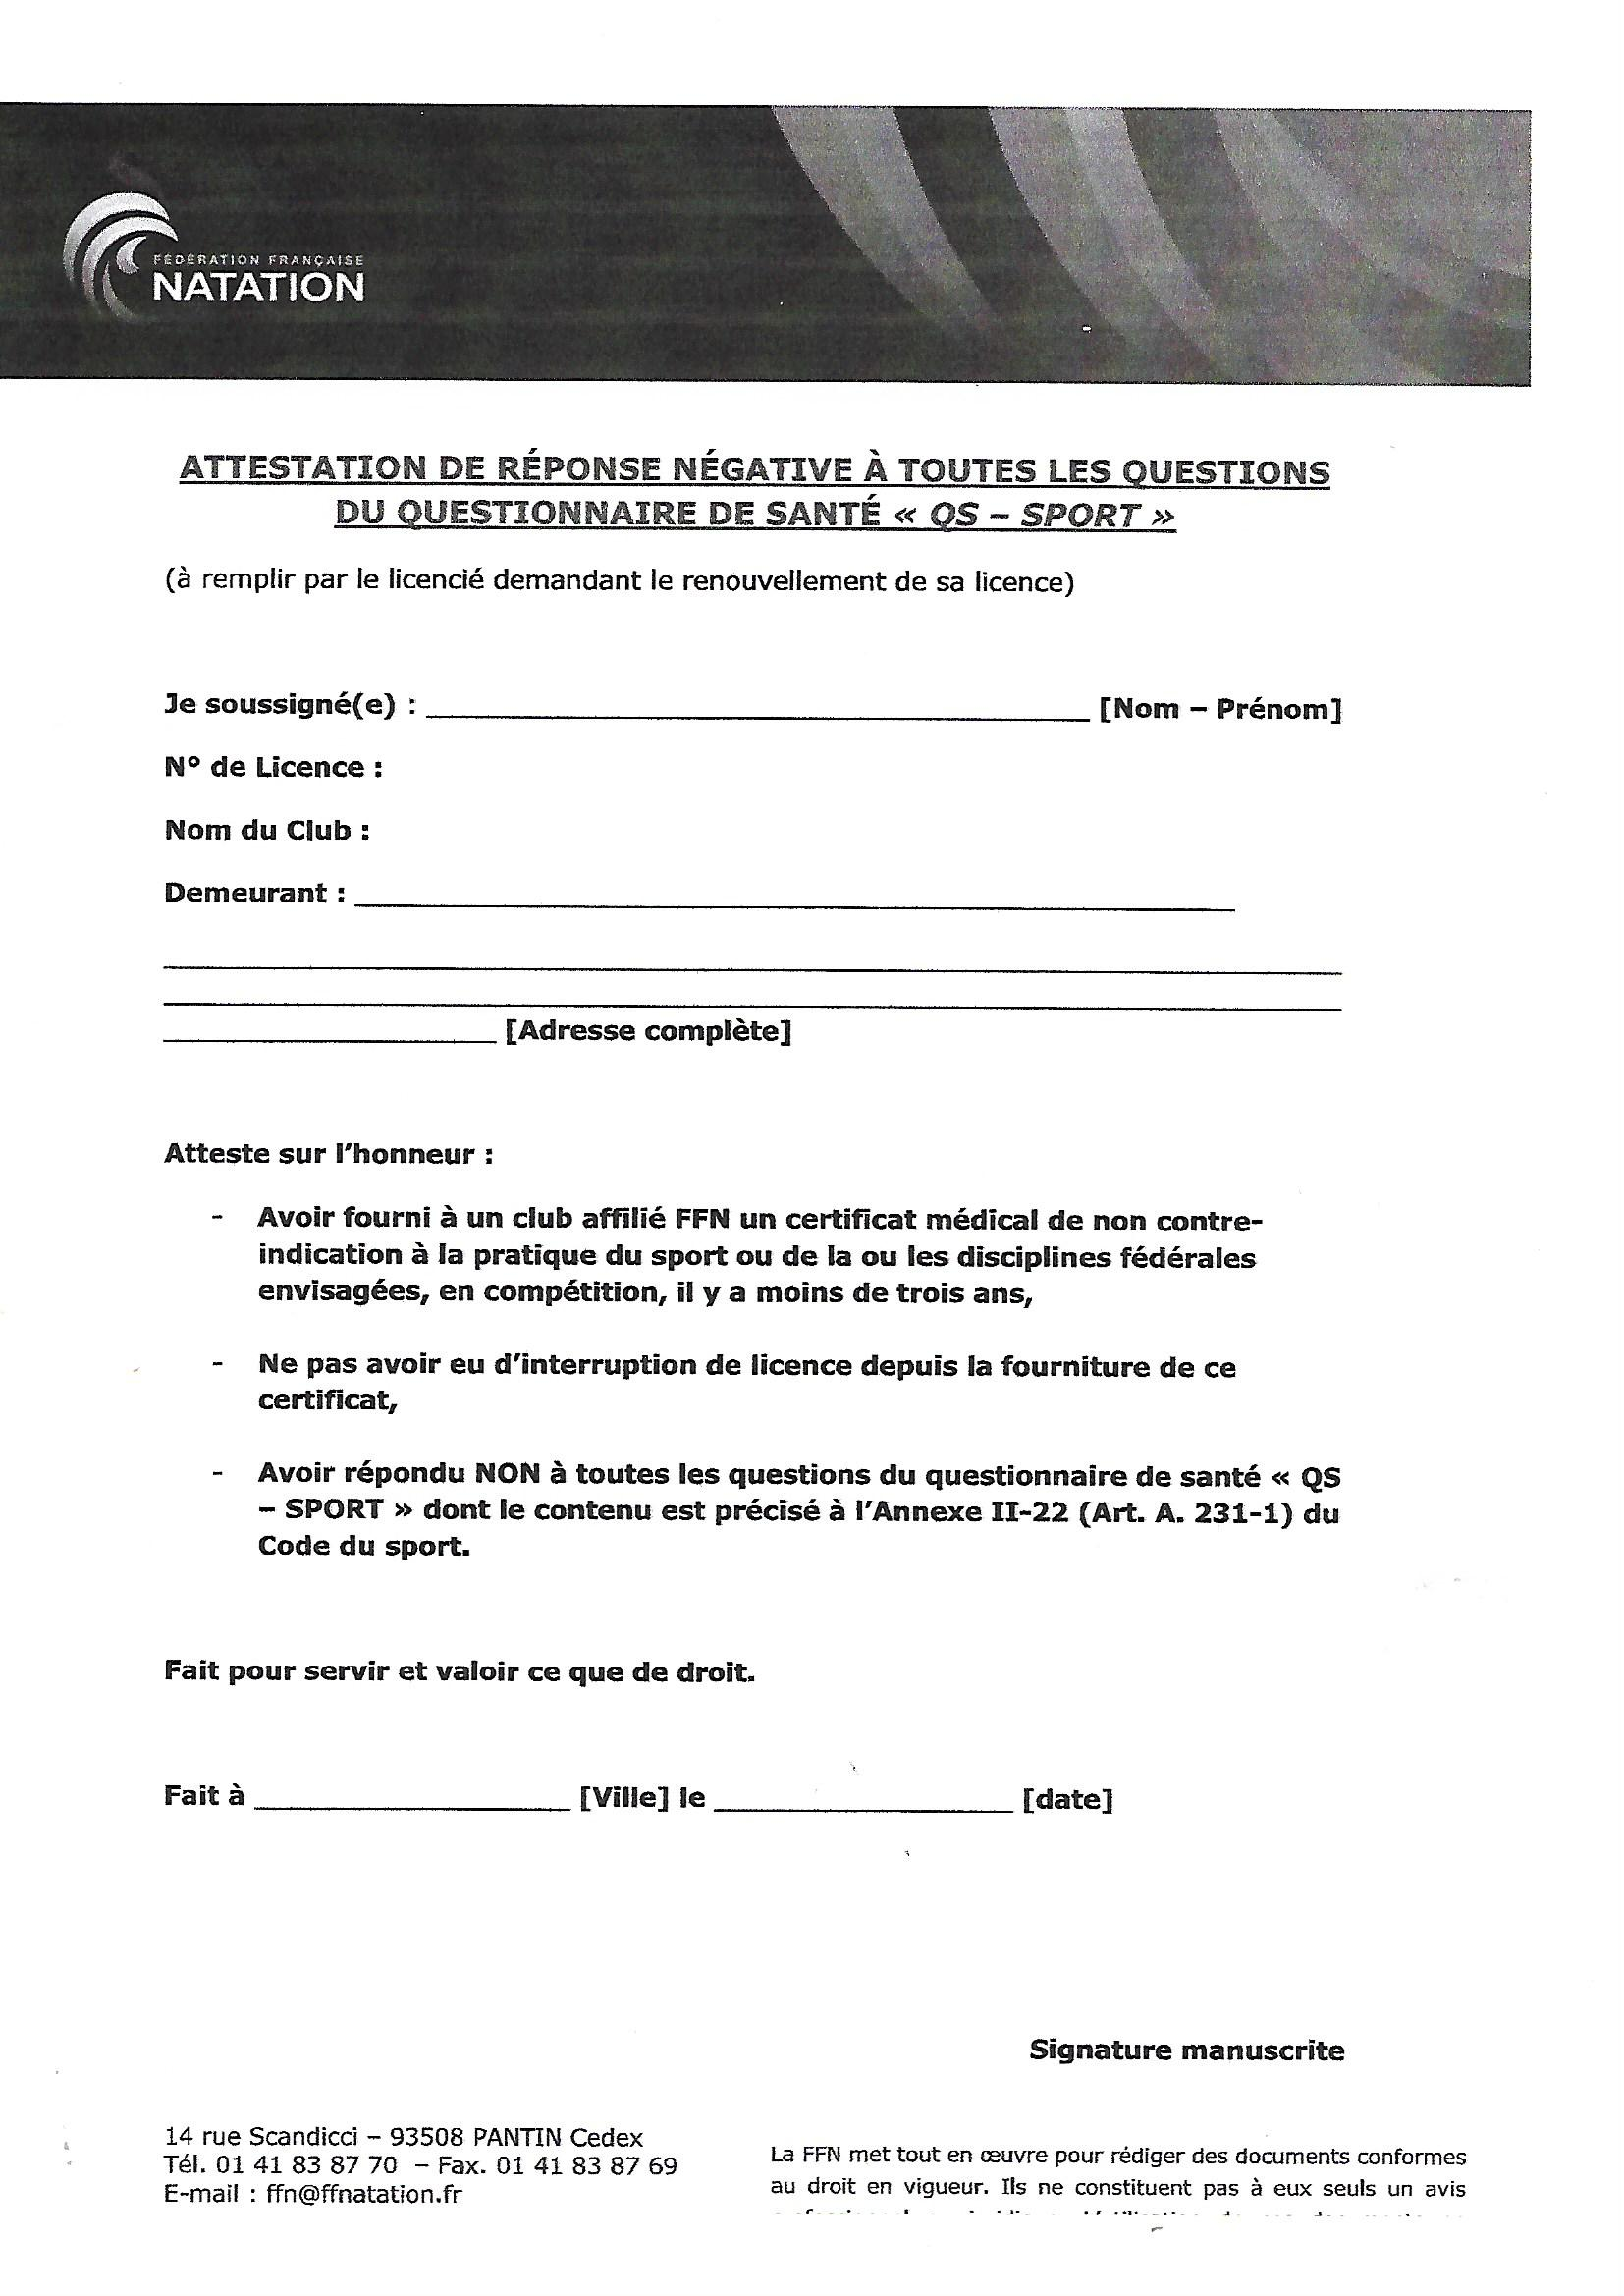 FÉDÉRATION FRANÇAISE
NATATION
ATTESTATION DE RÉPONSE NÉGATIVE À TOUTES LES QUESTIONS
DU QUESTIONNAIRE DE SANTÉ « QS – SPORT »
(à remplir par le licencié demandant le renouvellement de sa licence)
Je soussigné(e) : ______________________________ [Nom – Prénom]
N° de Licence :
Nom du Club :
Demeurant : ______________________________
[Adresse complète]
Atteste sur l’honneur :
- Avoir fourni à un club affilié FFN un certificat médical de non contre-
indication à la pratique du sport ou de la ou les disciplines fédérales
envisagées, en compétition, il y a moins de trois ans,
- Ne pas avoir eu d’interruption de licence depuis la fourniture de ce
certificat,
- Avoir répondu NON à toutes les questions du questionnaire de santé « QS
– SPORT » dont le contenu est précisé à l’Annexe II-22 (Art. A. 231-1) du
Code du sport.
Fait pour servir et valoir ce que de droit.
Fait à ______________ [Ville] le ______________ [date]
Signature manuscrite
14 rue Scandicci – 93508 PANTIN Cedex
Tél. 01 41 83 87 70 – Fax. 01 41 83 87 69
E-mail : ffn@ffnatation.fr
La FFN met tout en œuvre pour rédiger des documents conformes
au droit en vigueur. Ils ne constituent pas à eux seuls un avis